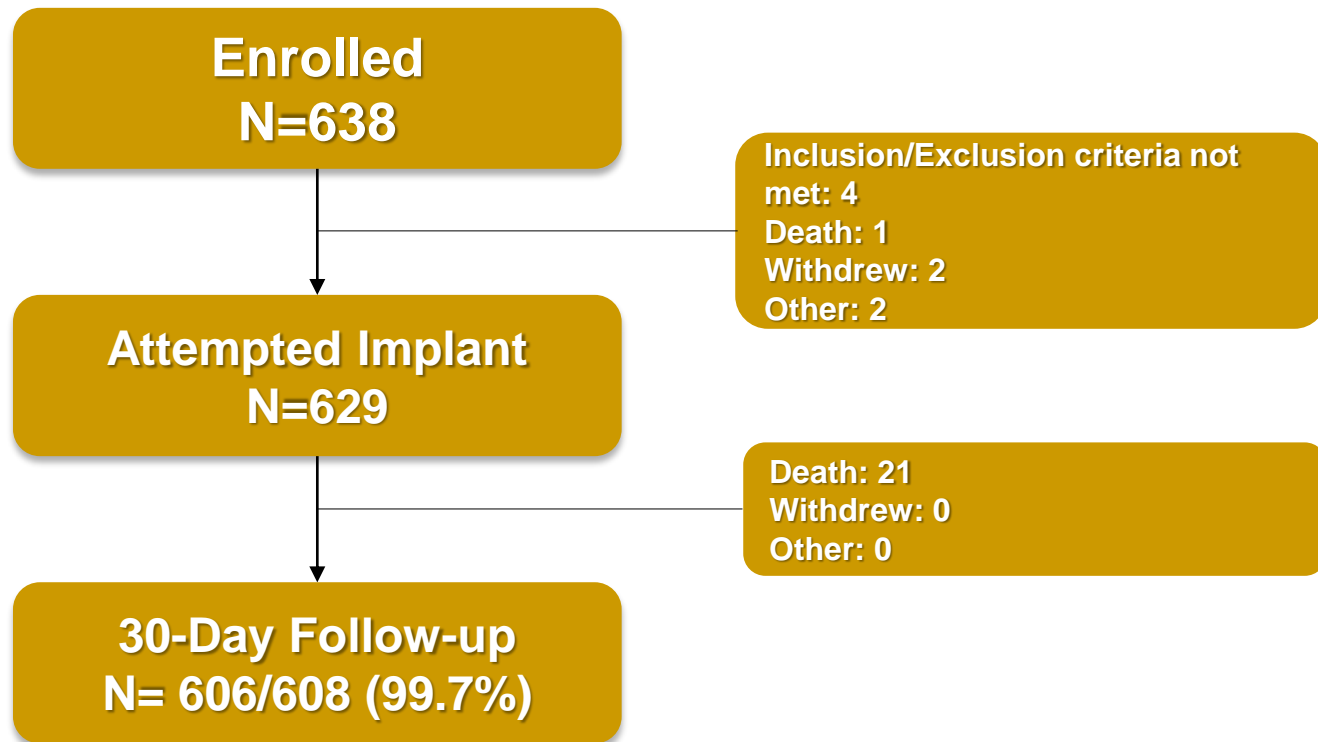 Enrolled
N=638
Inclusion/Exclusion criteria not
met: 4
Death: 1
Withdrew: 2
Other: 2
Attempted Implant
N=629
Death: 21
Withdrew: 0
Other: 0
30-Day Follow-up
N= 606/608 (99.7%)